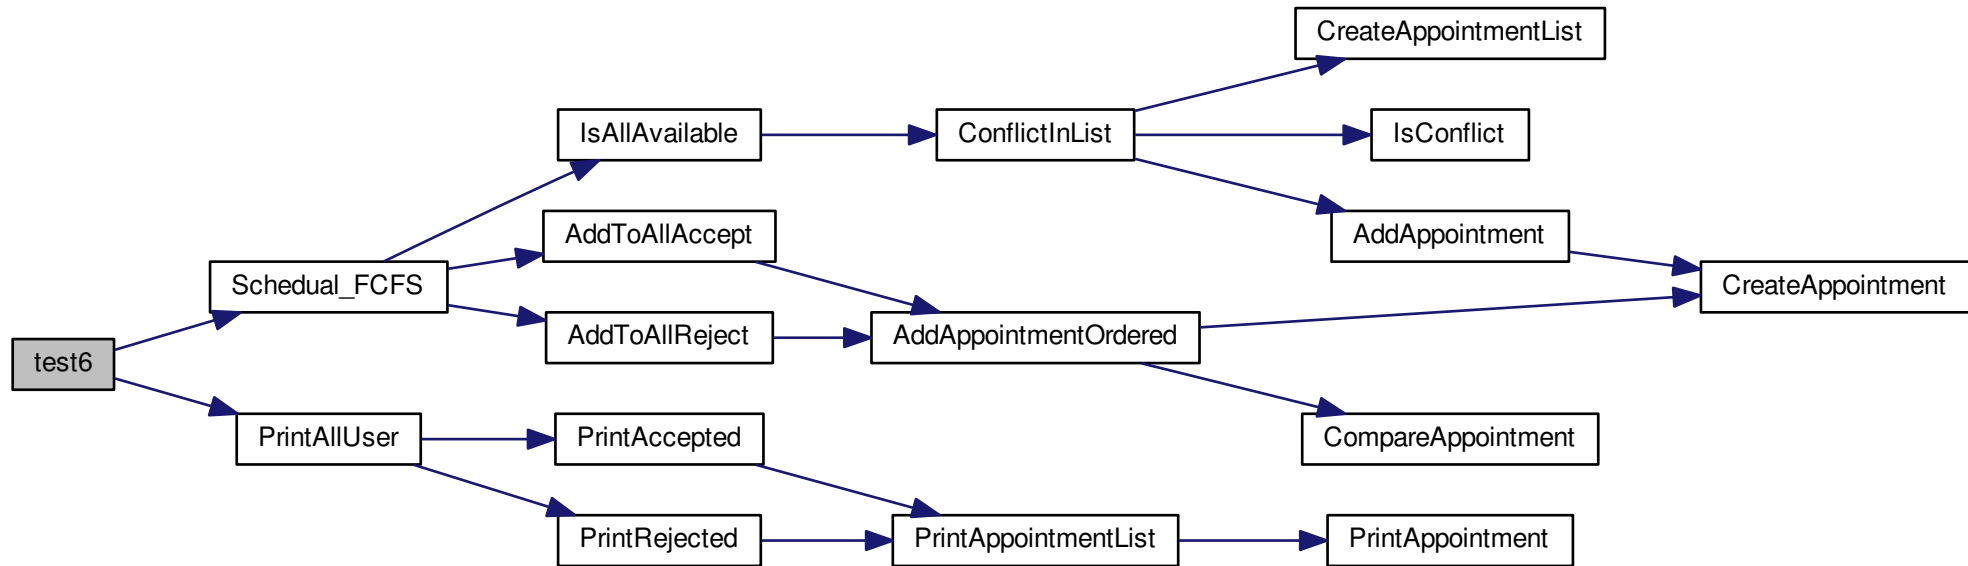 CreateAppointmentList
IsAllAvailable
ConflictInList
IsConflict
AddToAllAccept
AddAppointment
Schedual_FCFS
CreateAppointment
AddToAllReject
AddAppointmentOrdered
test6
PrintAllUser
PrintAccepted
CompareAppointment
PrintRejected
PrintAppointmentList
PrintAppointment